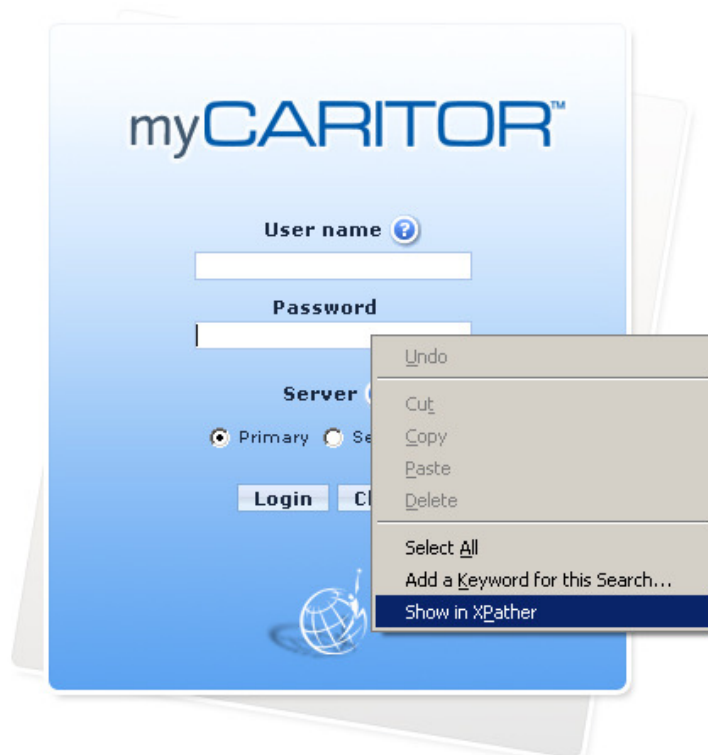 myCARITOR™
User name ?
Password
Server
Primary
Login
Undo
Cut
Copy
Paste
Delete
Select All
Add a Keyword for this Search...
Show in XPather